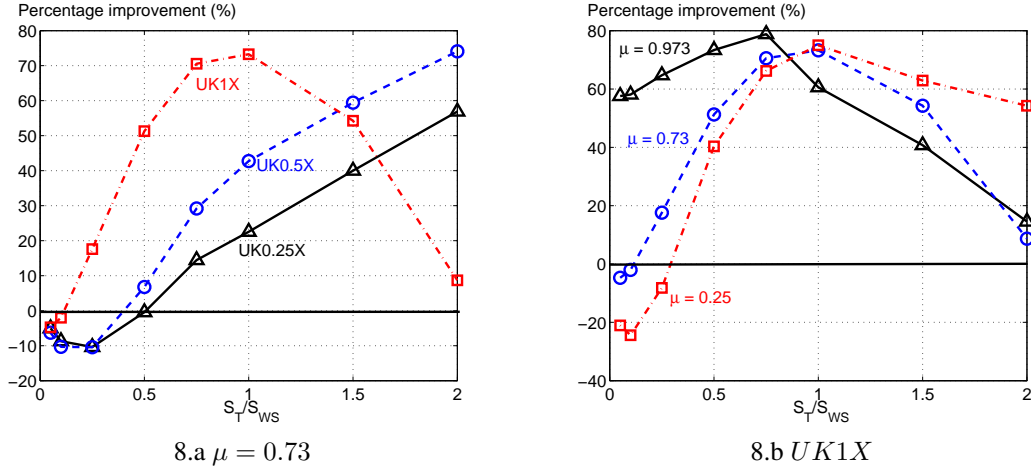 Percentage improvement (%)
80
70
60
50
40
30
20
10
0
−10
−20
0
0.5
1
1.5
2
UK1X
UK0.5X
UK0.25X
S_T/S_WS
8.a μ = 0.73
Percentage improvement (%)
80
60
40
20
0
−20
−40
0
0.5
1
1.5
2
μ = 0.973
μ = 0.73
μ = 0.25
S_T/S_WS
8.b UK1X